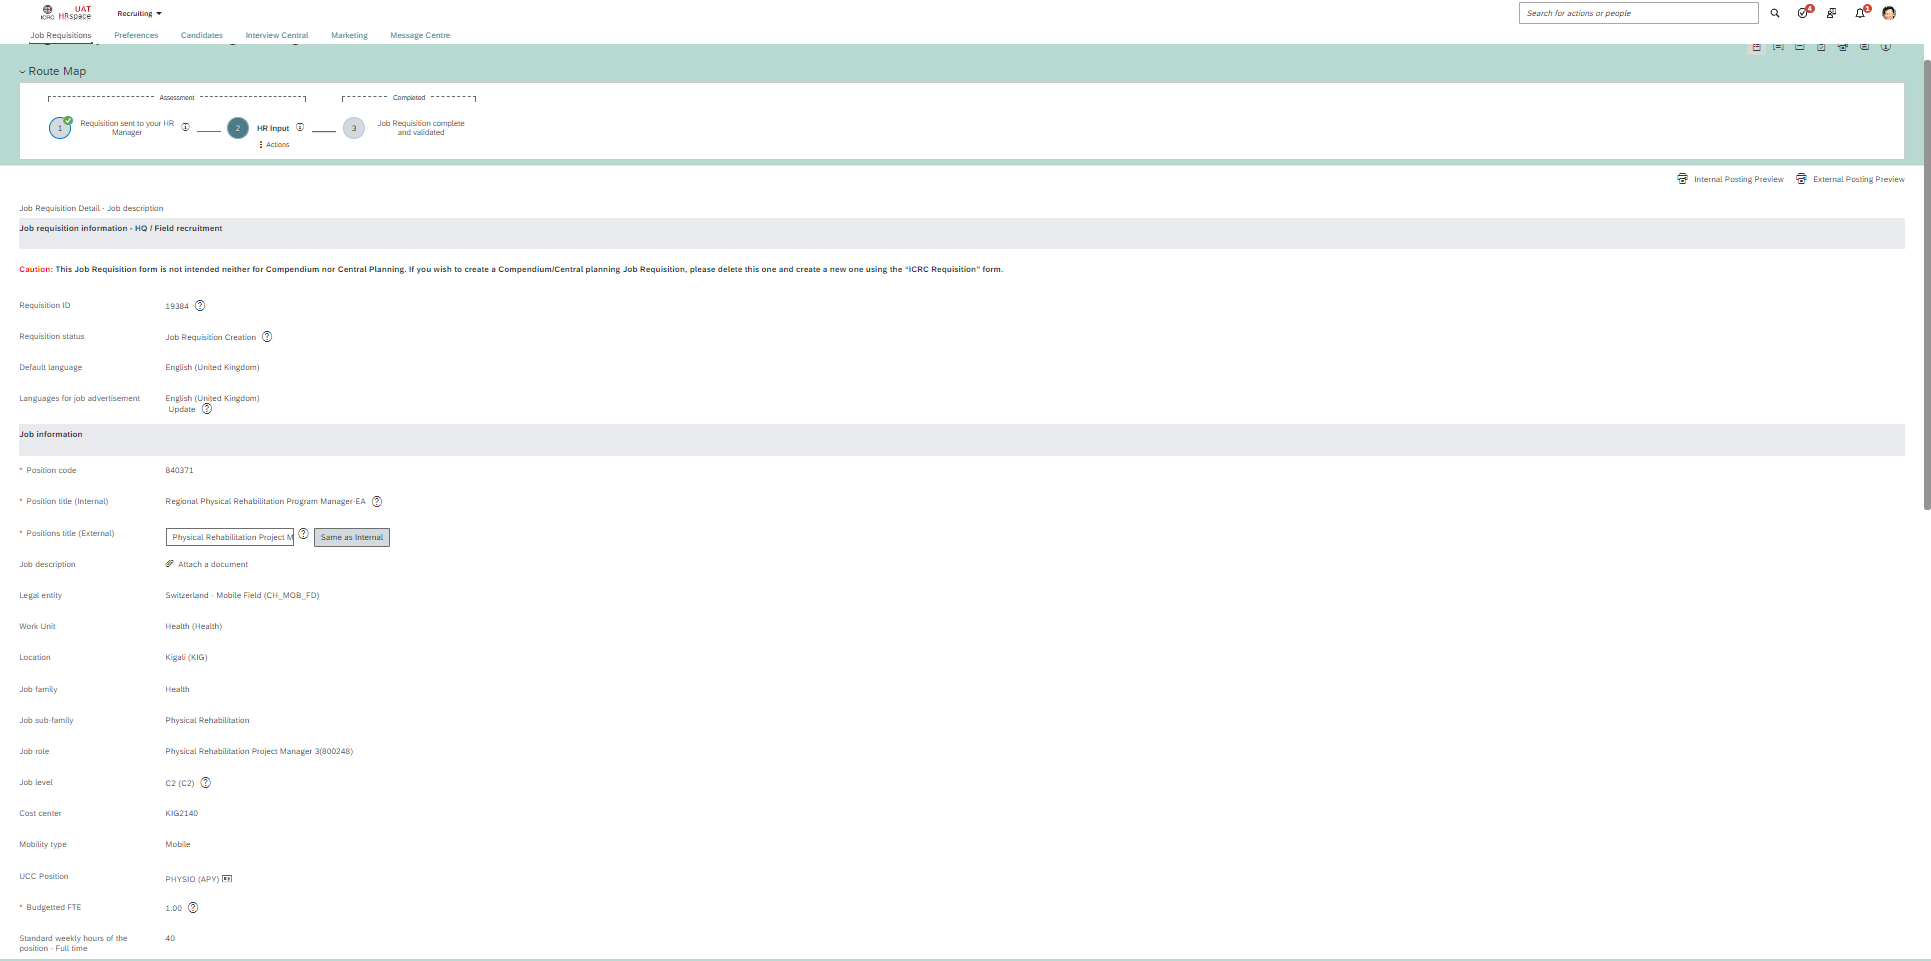 ICRC
UAT
HRspace
Recruiting
Search for actions or people
4
1
Job Requisitions
Preferences
Candidates
Interview Central
Marketing
Message Centre
Route Map
Assessment
Completed
1
Requisition sent to your HR
Manager
2
HR Input
Actions
3
Job Requisition complete
and validated
Internal Posting Preview
External Posting Preview
Job Requisition Detail - Job description
Job requisition information - HQ / Field recruitment
Caution: This Job Requisition form is not intended neither for Compendium nor Central Planning. If you wish to create a Compendium/Central planning Job Requisition, please delete this one and create a new one using the “ICRC Requisition” form.
Requisition ID 19384
Requisition status Job Requisition Creation
Default language English (United Kingdom)
Languages for job advertisement English (United Kingdom)
Update
Job information
* Position code 840371
* Position title (Internal) Regional Physical Rehabilitation Program Manager-EA
* Positions title (External) Physical Rehabilitation Project M Same as Internal
Job description Attach a document
Legal entity Switzerland - Mobile Field (CH_MOB_FD)
Work Unit Health (Health)
Location Kigali (KIG)
Job family Health
Job sub-family Physical Rehabilitation
Job role Physical Rehabilitation Project Manager 3(800248)
Job level C2 (C2)
Cost center KIG2140
Mobility type Mobile
UCC Position PHYSIO (APY)
* Budgetted FTE 1.00
Standard weekly hours of the 40
position - Full time